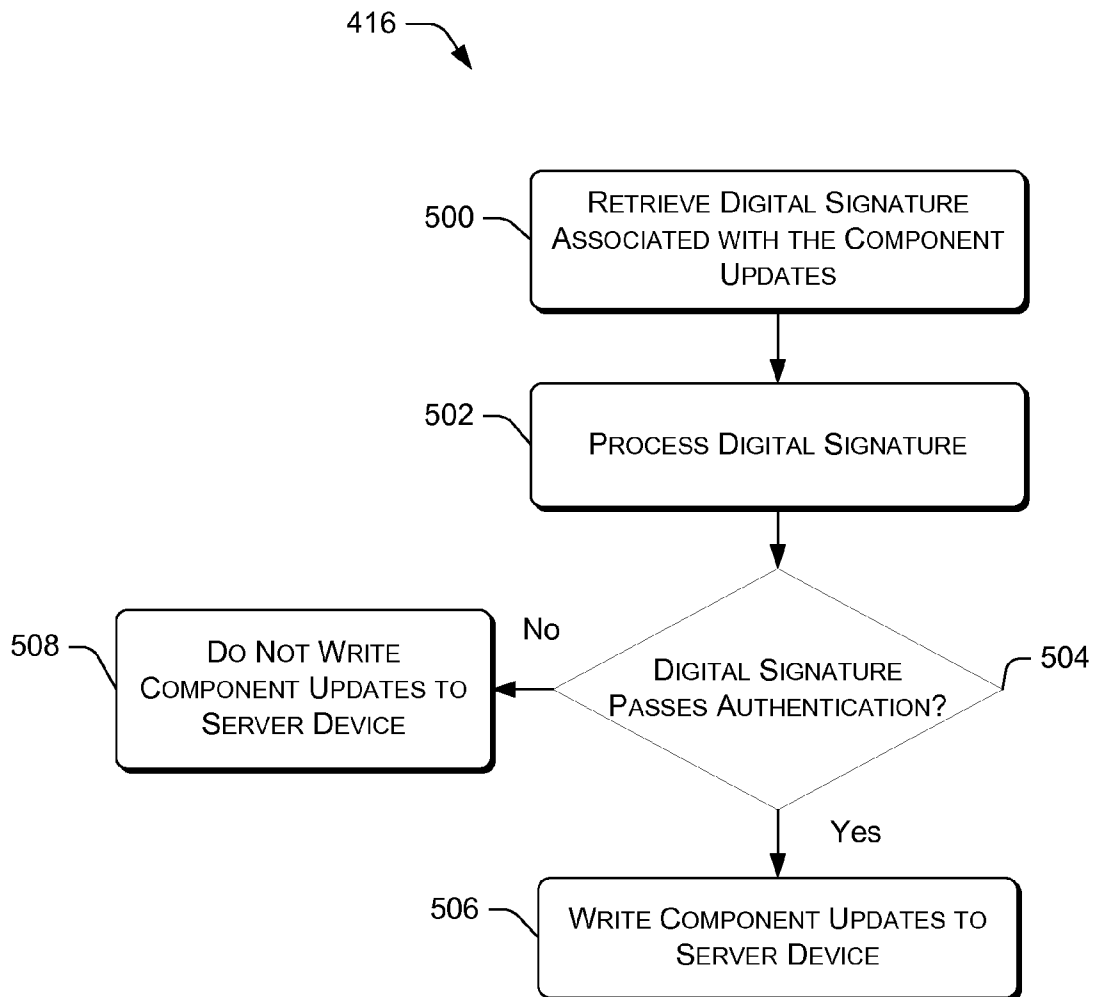 416
500
RETRIEVE DIGITAL SIGNATURE
ASSOCIATED WITH THE COMPONENT
UPDATES
502
PROCESS DIGITAL SIGNATURE
504
DIGITAL SIGNATURE
PASSES AUTHENTICATION?
No
508
DO NOT WRITE
COMPONENT UPDATES TO
SERVER DEVICE
Yes
506
WRITE COMPONENT UPDATES TO
SERVER DEVICE